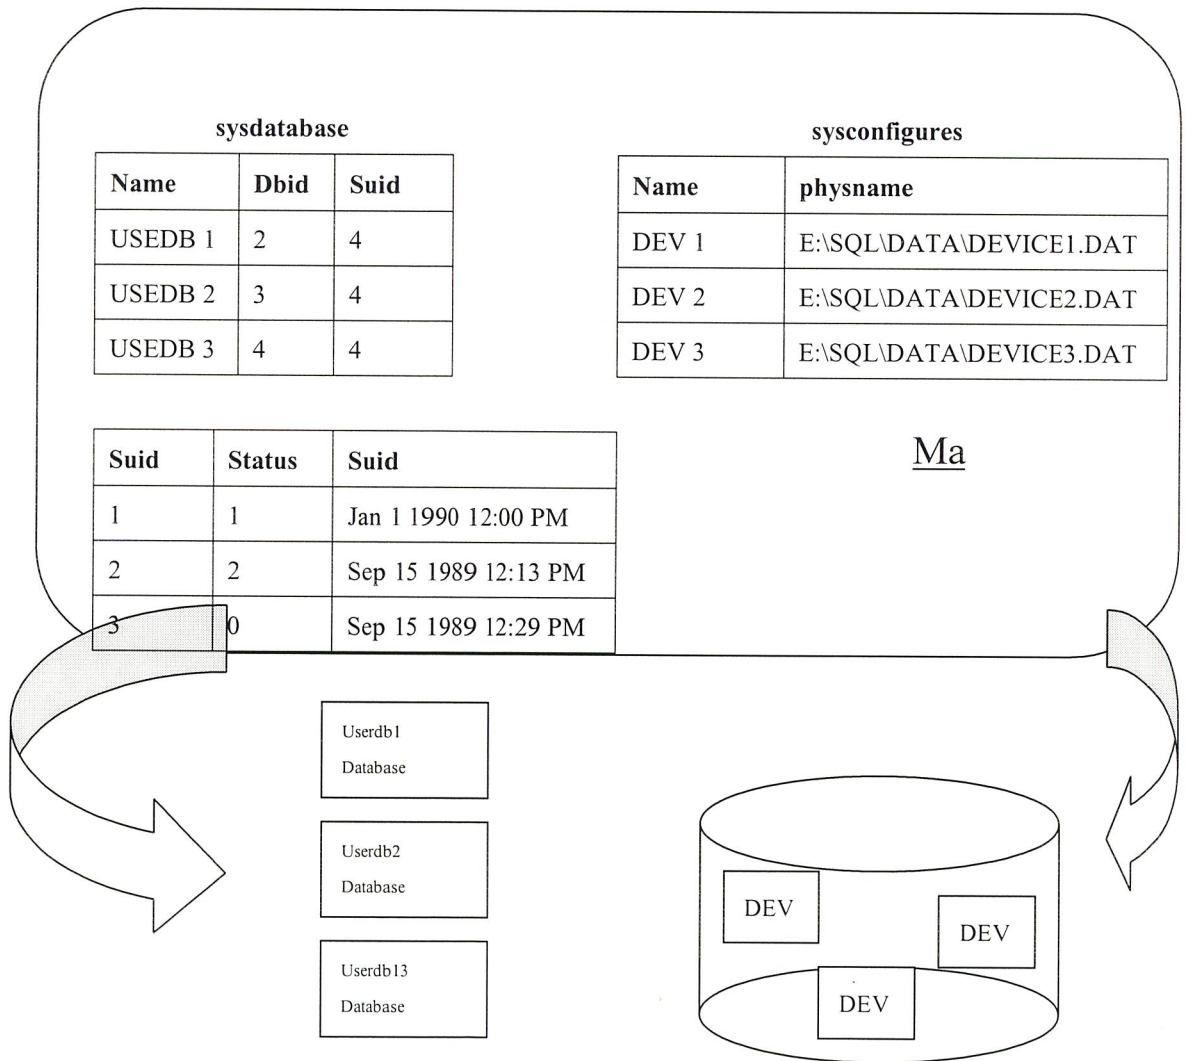 sysdatabase
Name Dbid Suid
USEDB 1 2 4
USEDB 2 3 4
USEDB 3 4 4
sysconfigures
Name physname
DEV 1 E:\SQL\DATA\DEVICE1.DAT
DEV 2 E:\SQL\DATA\DEVICE2.DAT
DEV 3 E:\SQL\DATA\DEVICE3.DAT
Suid Status Suid
1 1 Jan 1 1990 12:00 PM
2 2 Sep 15 1989 12:13 PM
3 0 Sep 15 1989 12:29 PM
Ma
Userdb1
Database
Userdb2
Database
Userdb13
Database
DEV
DEV
DEV